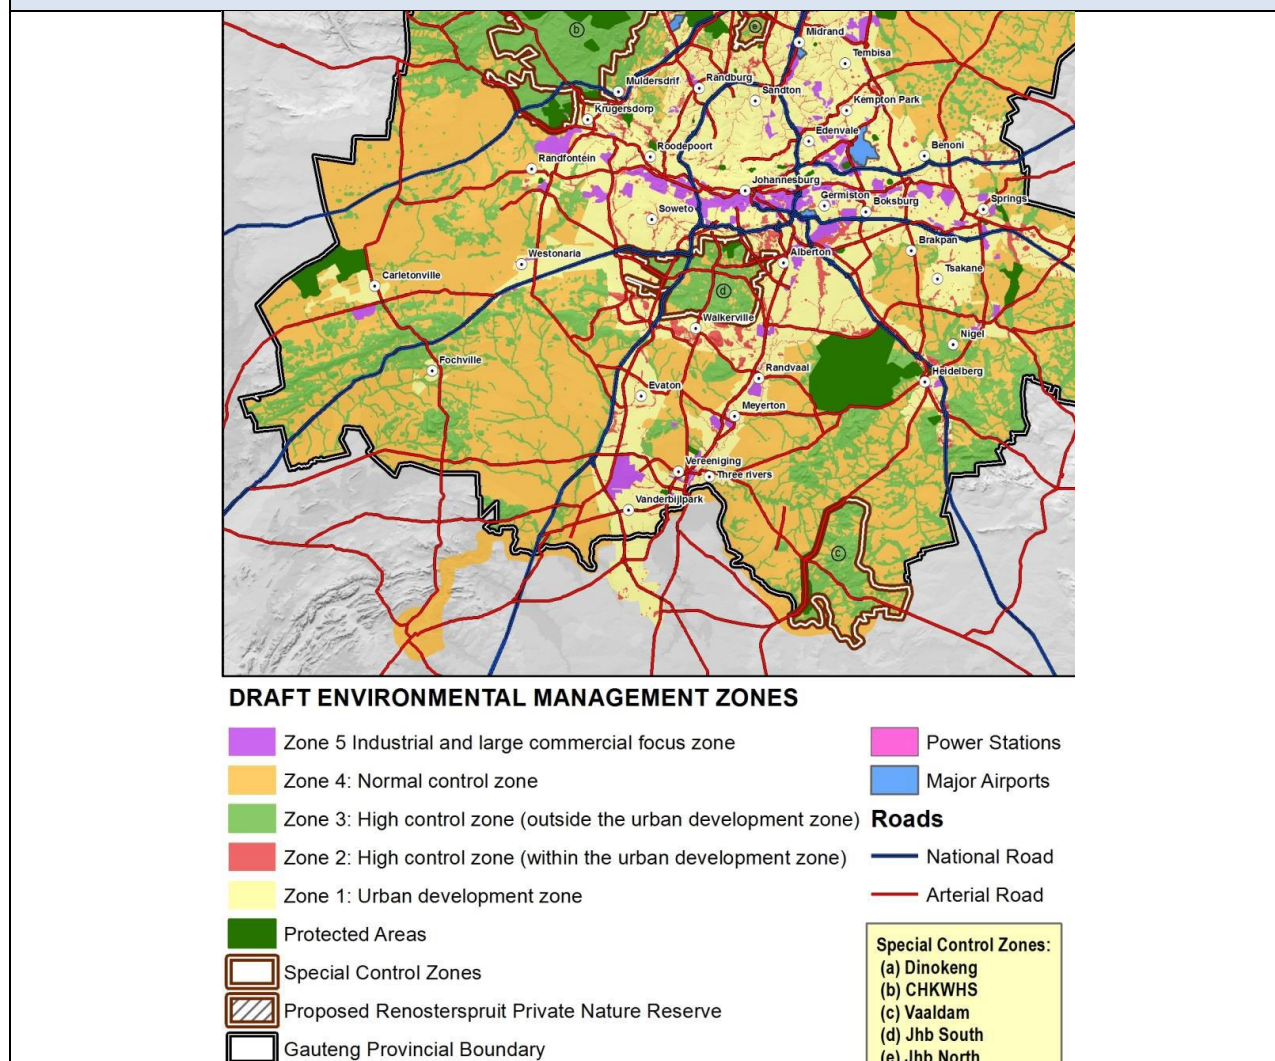 b
e
Midrand
Tembisa
Muldersdrif
Randburg
Sandton
Kempton Park
Krugersdorp
Edenvale
Roodepoort
Benoni
Randfontein
Johannesburg
Germiston
Boksburg
Springs
Soweto
Brakpan
Westonaria
Alberton
Tsakane
Carletonville
d
Walkerville
Nigel
Fochville
Randvaal
Heidelberg
Evaton
Meyerton
Vereeniging
Three rivers
Vanderbijlpark
c
DRAFT ENVIRONMENTAL MANAGEMENT ZONES
Zone 5 Industrial and large commercial focus zone
Zone 4: Normal control zone
Zone 3: High control zone (outside the urban development zone)
Zone 2: High control zone (within the urban development zone)
Zone 1: Urban development zone
Protected Areas
Special Control Zones
Proposed Renosterspruit Private Nature Reserve
Gauteng Provincial Boundary
Power Stations
Major Airports
Roads
National Road
Arterial Road
Special Control Zones:
(a) Dinokeng
(b) CHKWHS
(c) Vaaldam
(d) Jhb South
(e) Jhb North